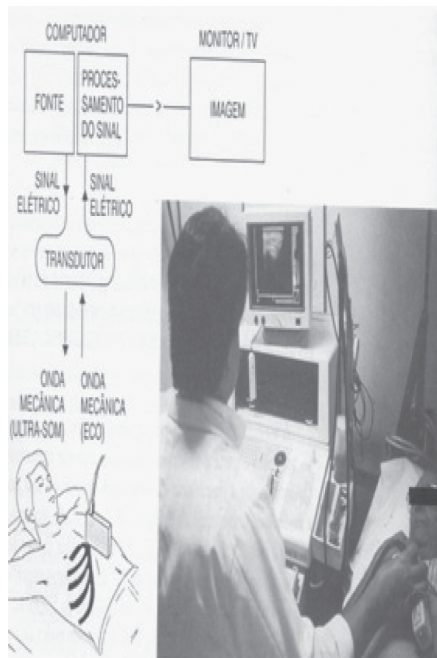 COMPUTADOR
MONITOR / TV
FONTE
PROCES-
SAMENTO
DO SINAL
IMAGEM
SINAL
ELÉTRICO
SINAL
ELÉTRICO
TRANSDUTOR
ONDA
MECÂNICA
(ULTRA-SOM)
ONDA
MECÂNICA
(ECO)